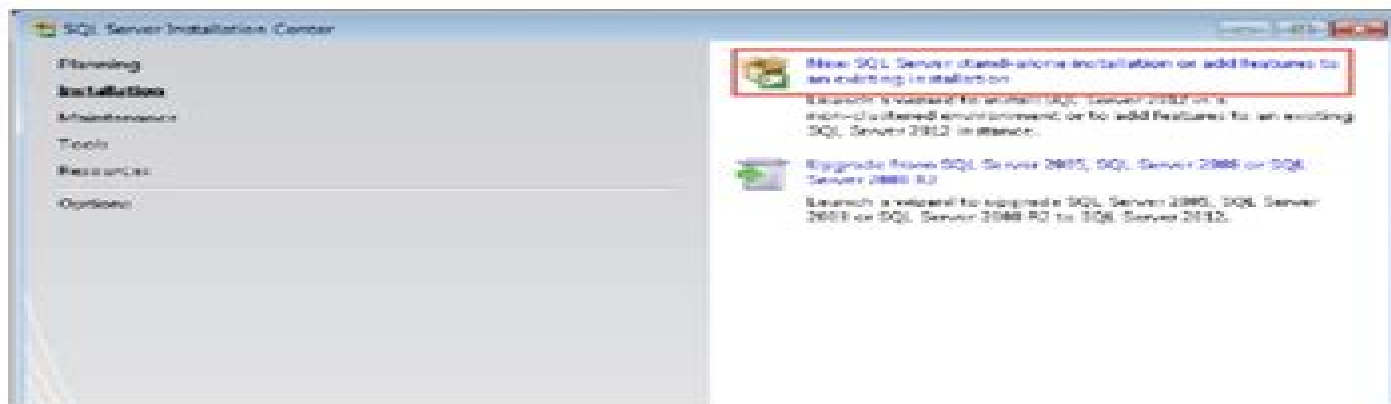 SQL Server Installation Center
Planning
Installation
Maintenance
Tools
Resources
Options
New SQL Server stand-alone installation or add features to
an existing installation
Launch a wizard to install SQL Server 2012 in a
non-clustered environment or to add features to an existing
SQL Server 2012 instance.
Upgrade from SQL Server 2005, SQL Server 2008 or SQL
Server 2008 R2
Launch a wizard to upgrade SQL Server 2005, SQL Server
2008 or SQL Server 2008 R2 to SQL Server 2012.